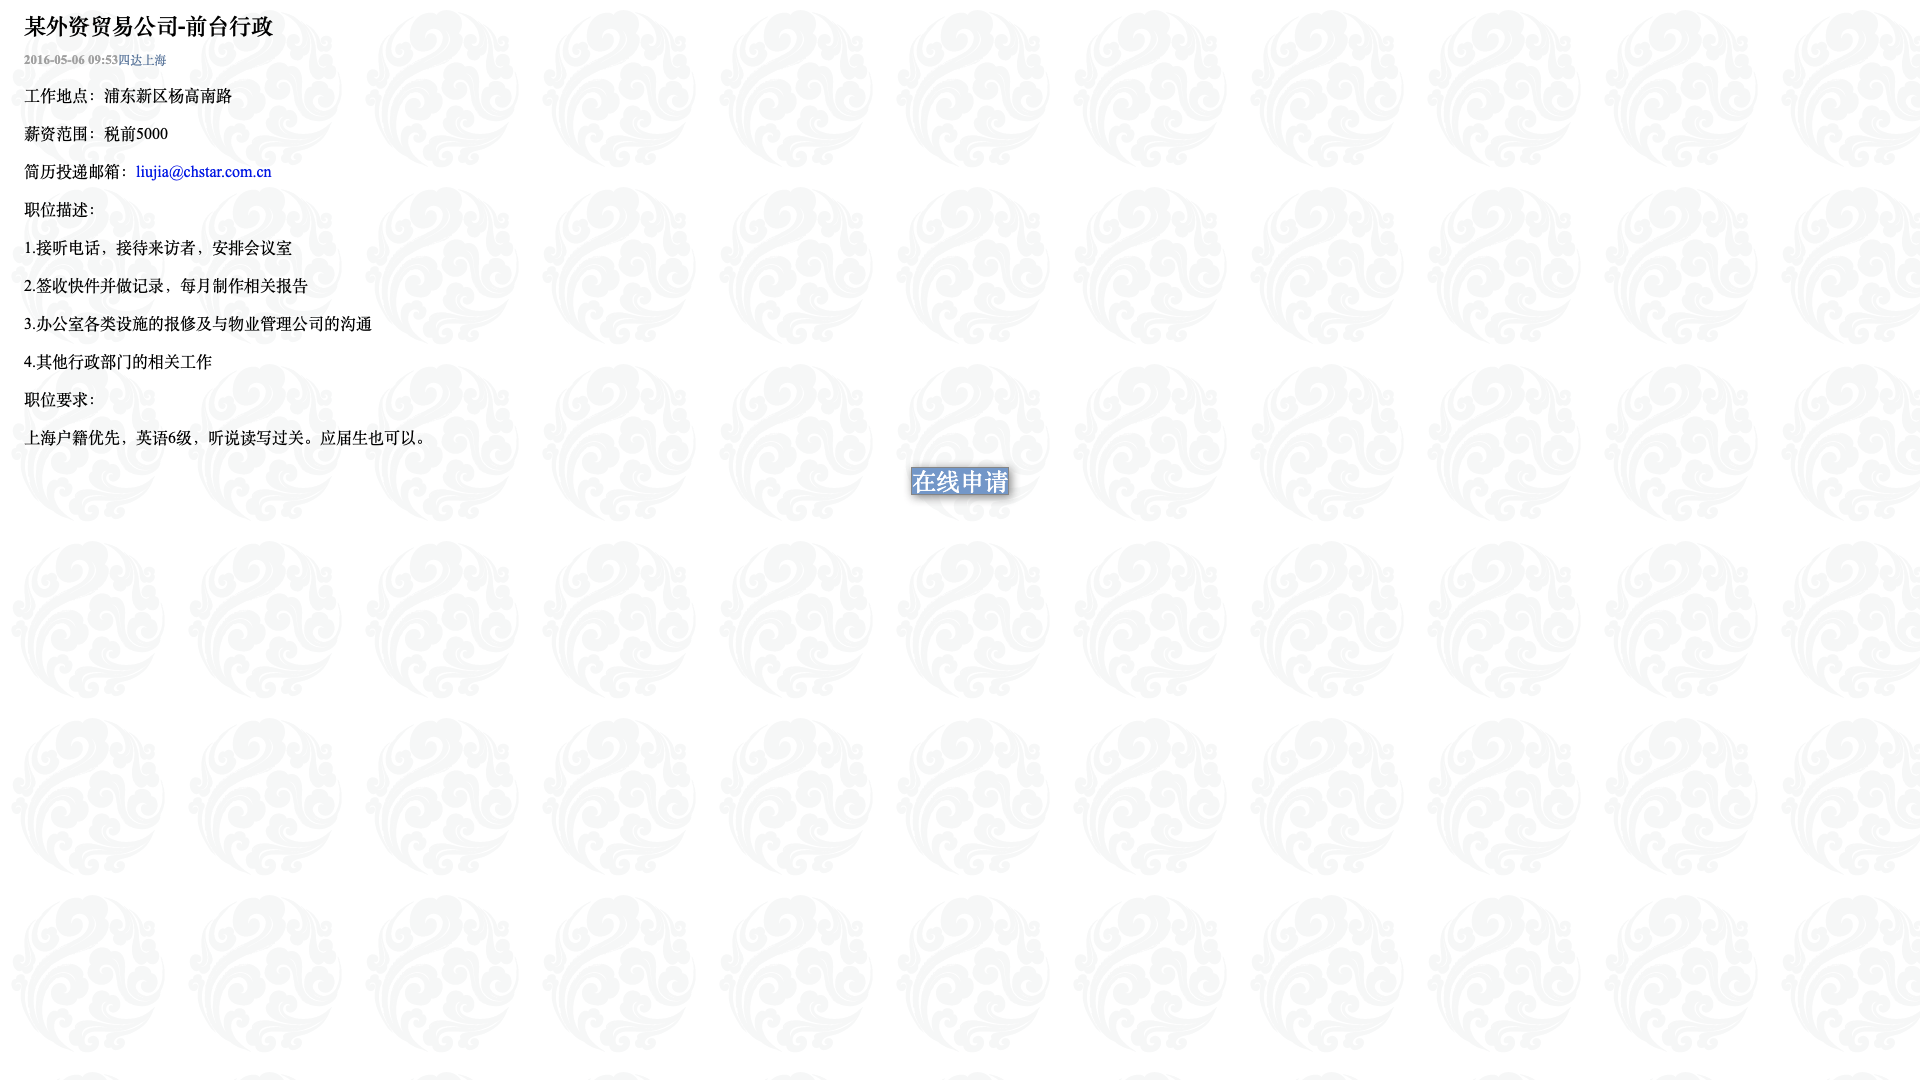 某外资贸易公司-前台行政
2016-05-06 09:53四达上海
工作地点：浦东新区杨高南路
薪资范围：税前5000
简历投递邮箱：liujia@chstar.com.cn
职位描述：
1.接听电话，接待来访者，安排会议室
2.签收快件并做记录，每月制作相关报告
3.办公室各类设施的报修及与物业管理公司的沟通
4.其他行政部门的相关工作
职位要求：
上海户籍优先，英语6级，听说读写过关。应届生也可以。
在线申请